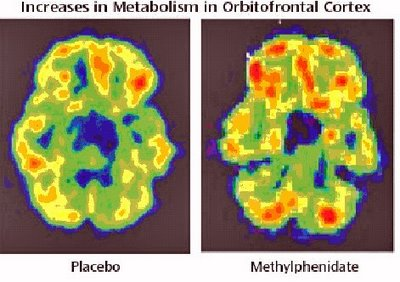 Increases in Metabolism in Orbitofrontal Cortex
Placebo
Methylphenidate